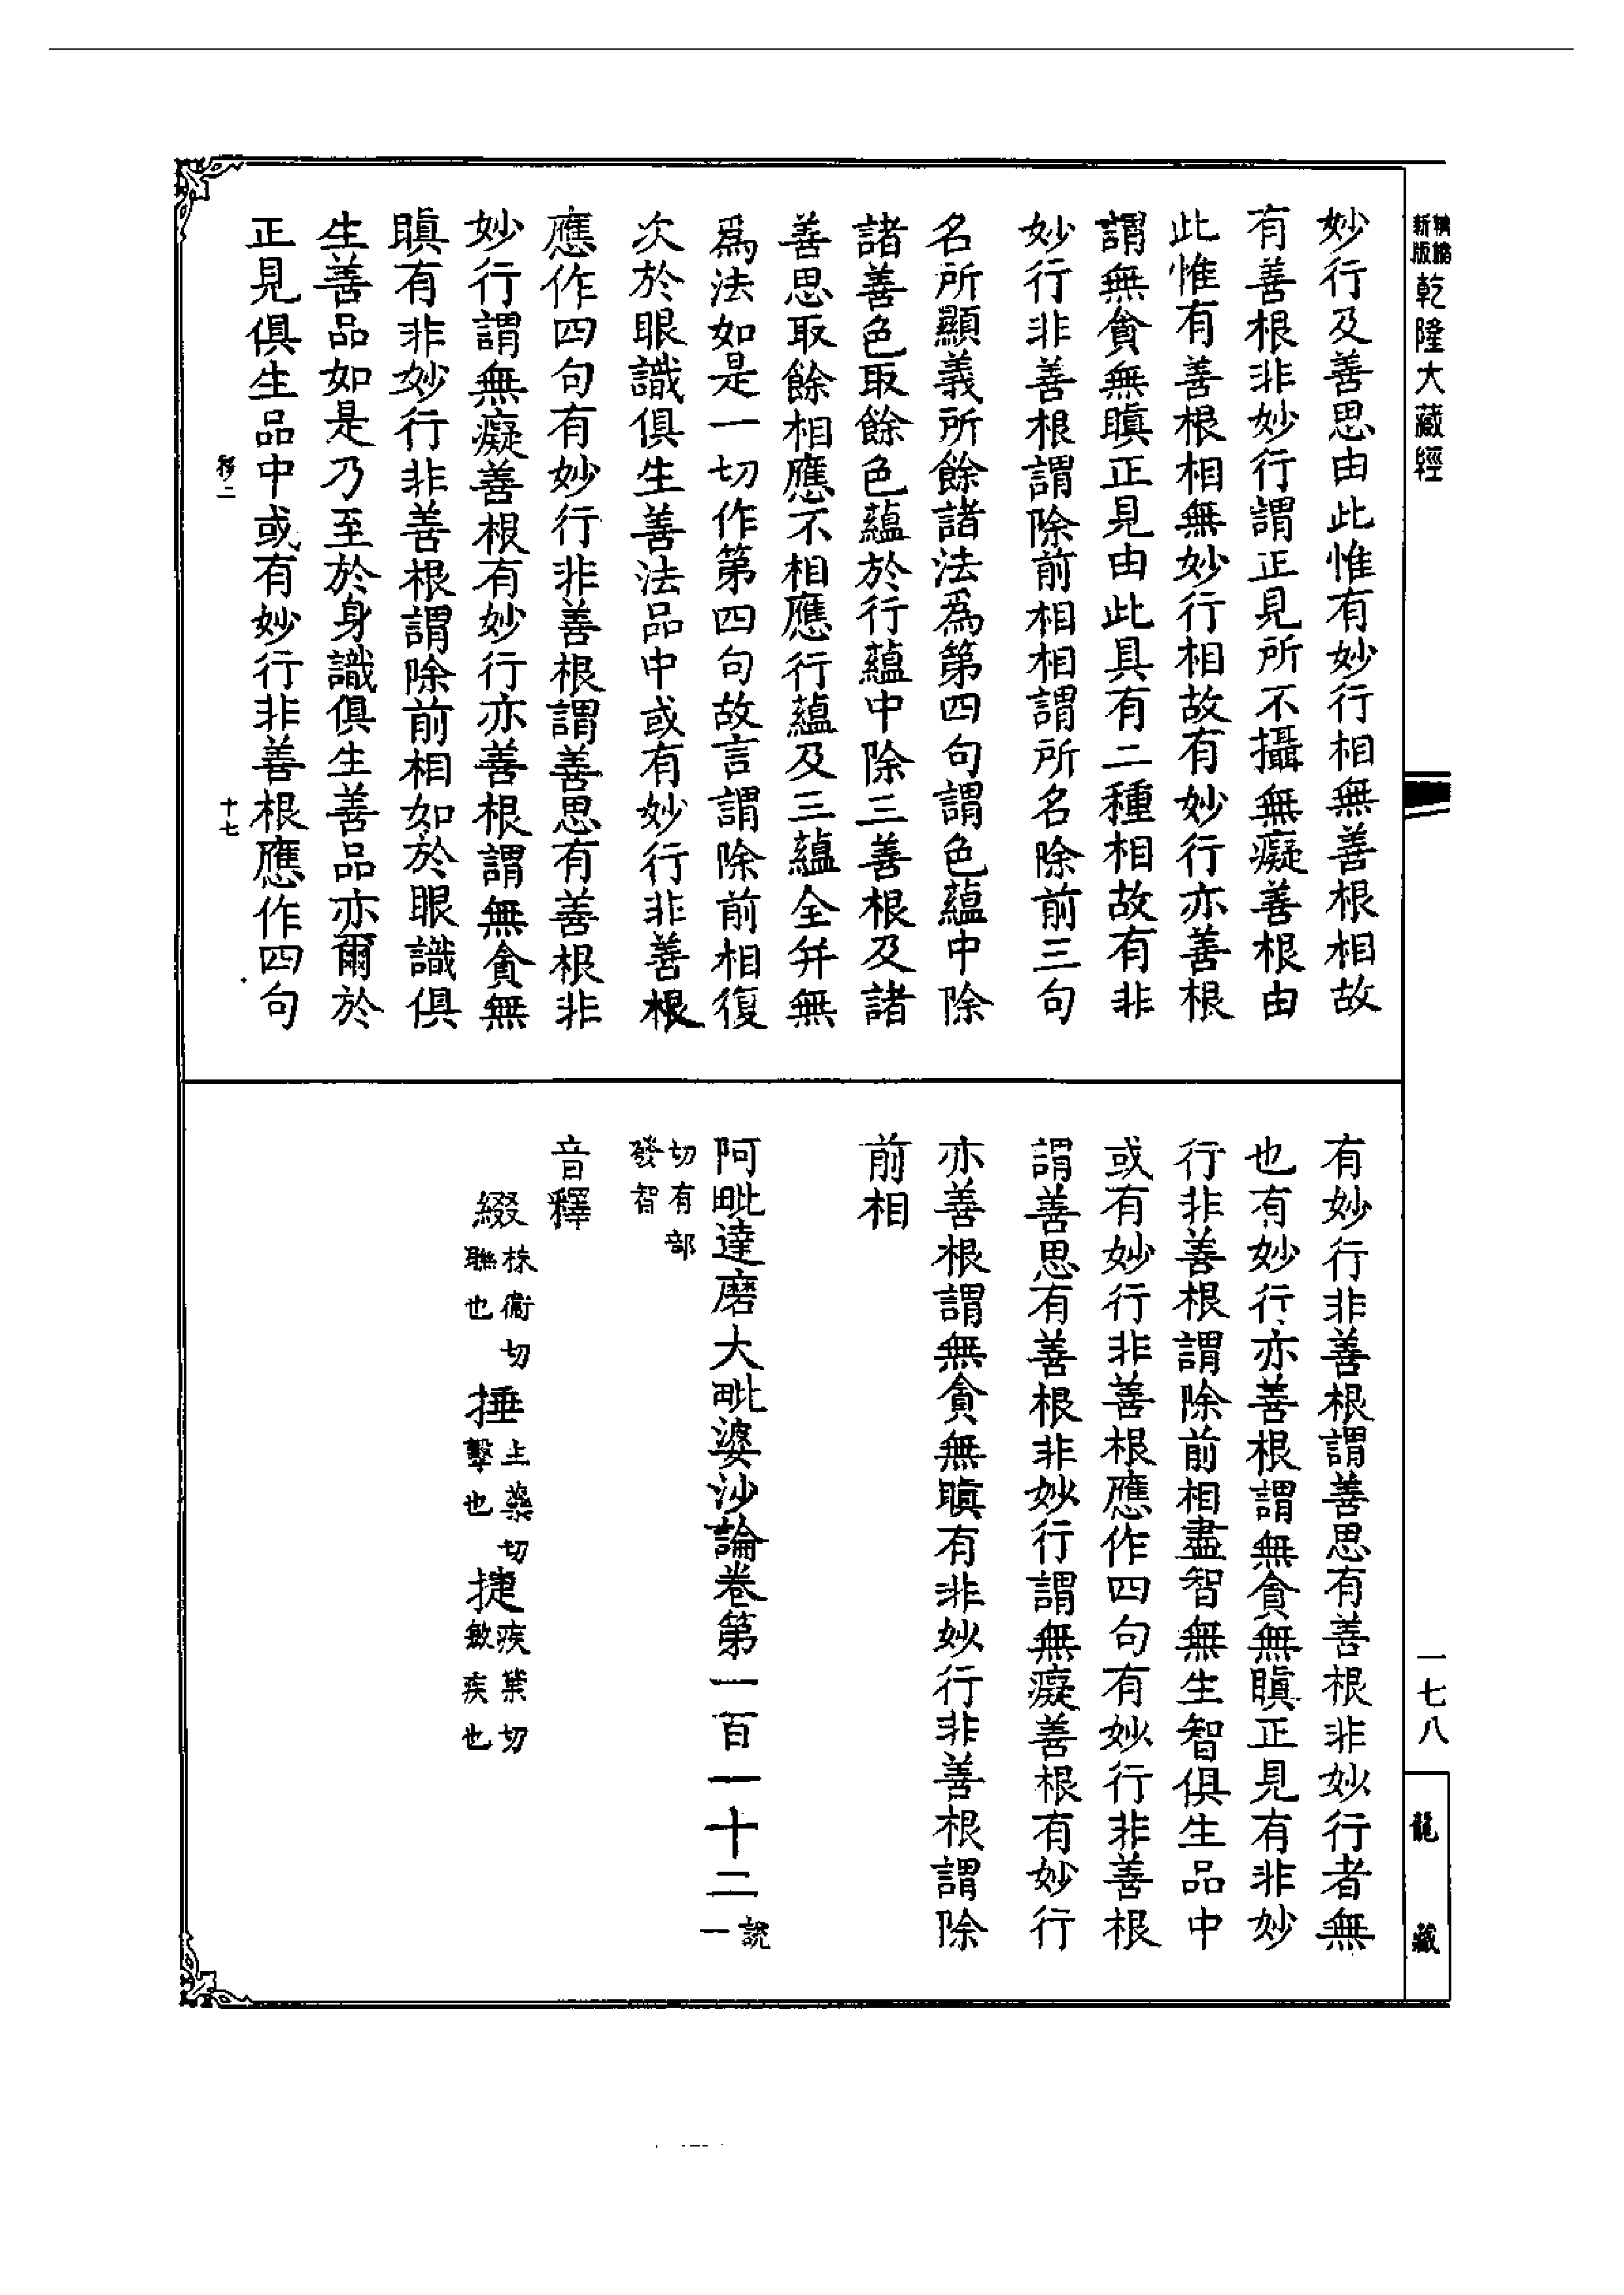 新版
乾隆大藏經
一七八
龍藏
妙行及善思由此惟有妙行相無善根相故
有善根非妙行謂正見所不攝無癡善根由
此惟有善根相無妙行相故有妙行亦善根
謂無貪無瞋正見由此具有二種相故有非
妙行非善根謂除前相相謂所名除前三句
名所顯義所餘諸法為第四句謂色蘊中除
諸善色取餘色蘊於行蘊中除三善根及諸
善思取餘相應不相應行蘊及三蘊全并無
為法如是一切作第四句故言謂除前相復
次於眼識俱生善法品中或有妙行非善根
應作四句有妙行非善根謂善思有善根非
妙行謂無癡善根有妙行亦善根謂無貪無
瞋有非妙行非善根謂除前相如於眼識俱
生善品如是乃至於身識俱生善品亦爾於
正見俱生品中或有妙行非善根應作四句
移二
十七
有妙行非善根謂善思有善根非妙行者無
也有妙行亦善根謂無貪無瞋正見有非妙
行非善根謂除前相盡智無生智俱生品中
或有妙行非善根應作四句有妙行非善根
謂善思有善根非妙行謂無癡善根有妙行
亦善根謂無貪無瞋有非妙行非善根謂除
前相
阿毗達磨大毗婆沙論卷第一百一十二說一
切有部
發智
音釋
綴株衞切聯也 捶主蘂切擊也 捷疾葉切敏疾也